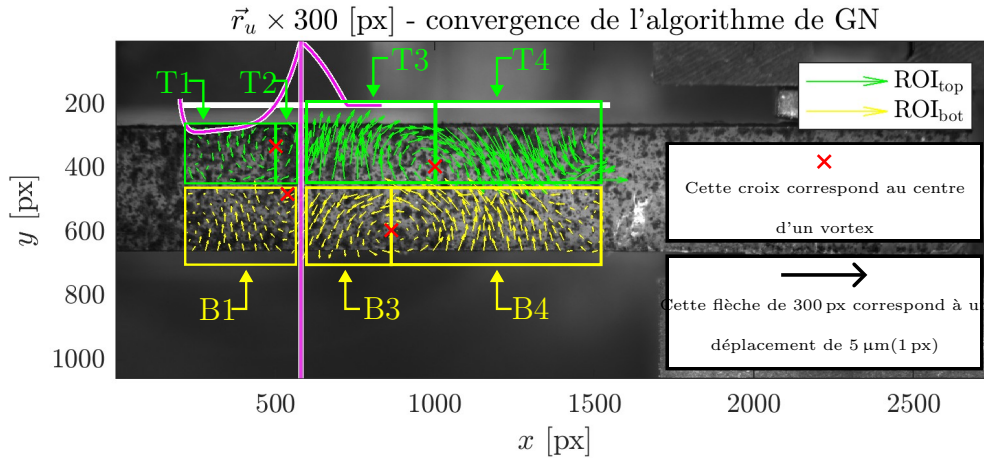 r⃗ᵤ × 300 [px] - convergence de l'algorithme de GN
T1 T2 T3 T4
ROI_top
ROI_bot
200
400
600
800
1000
y [px]
Cette croix correspond au centre
d'un vortex
Cette flèche de 300 px correspond à u
déplacement de 5 µm(1 px)
B1 B3 B4
500 1000 1500 2000 2500
x [px]